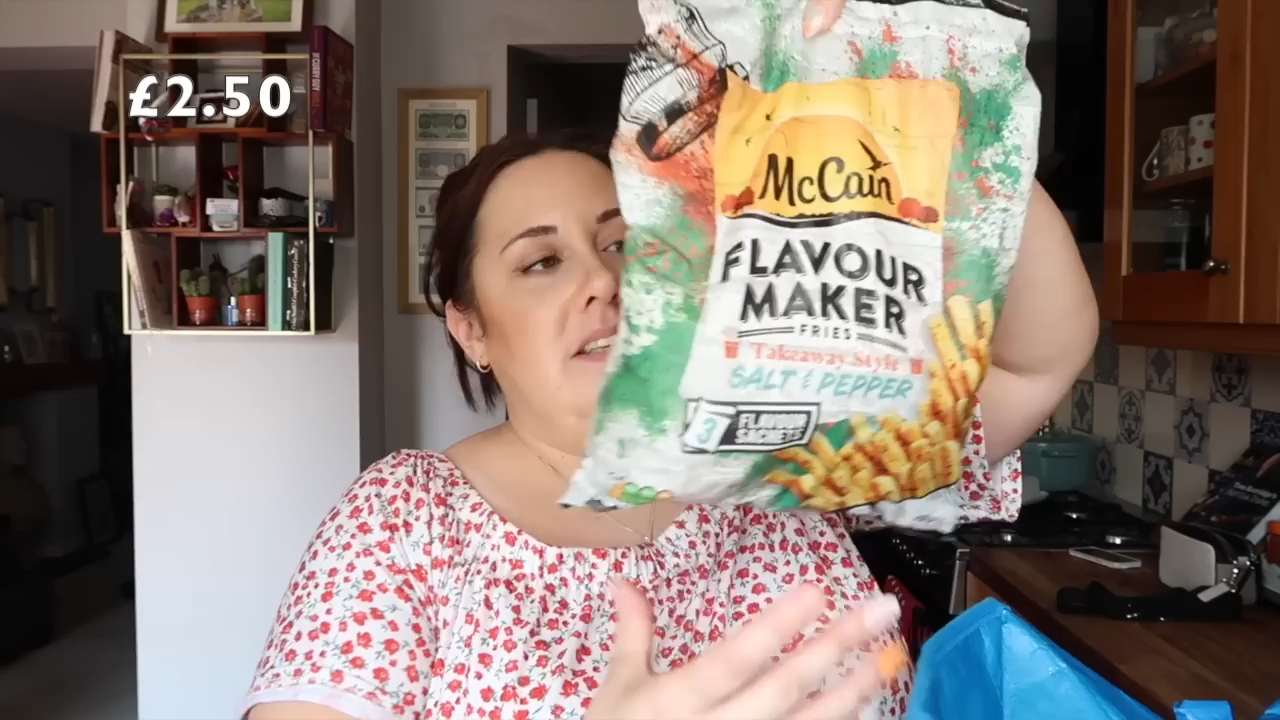 £2.50
McCain
FLAVOUR
MAKER
FRIES
Takeaway Style
SALT & PEPPER
3 FLAVOUR
SACHETS